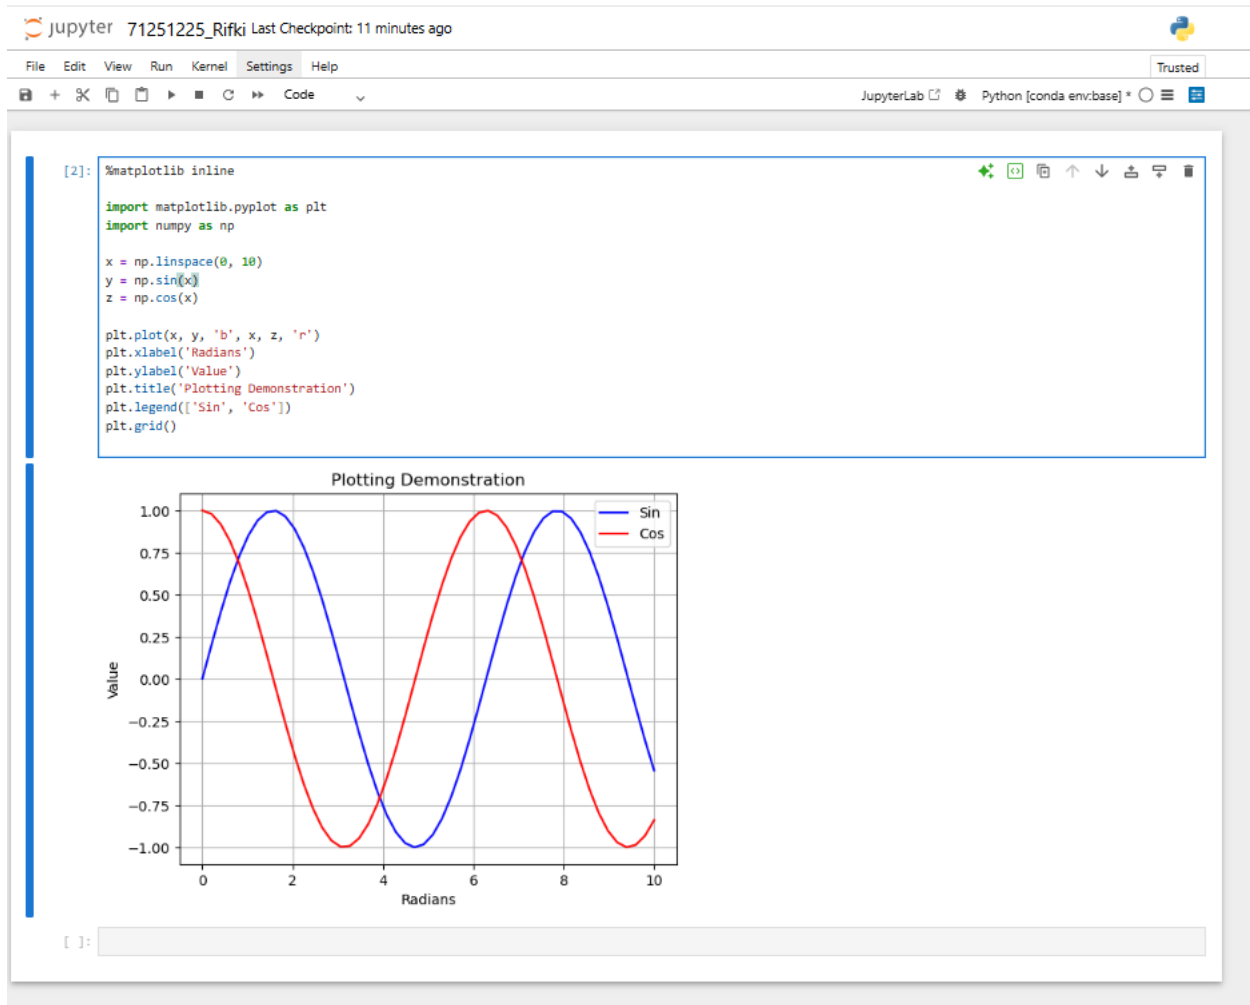 jupyter 71251225_Rifki Last Checkpoint: 11 minutes ago
File Edit View Run Kernel Settings Help Trusted
Code JupyterLab Python [conda env:base] *
[2]: %matplotlib inline
import matplotlib.pyplot as plt
import numpy as np
x = np.linspace(0, 10)
y = np.sin(x)
z = np.cos(x)
plt.plot(x, y, 'b', x, z, 'r')
plt.xlabel('Radians')
plt.ylabel('Value')
plt.title('Plotting Demonstration')
plt.legend(['Sin', 'Cos'])
plt.grid()
Plotting Demonstration
Sin
Cos
1.00
0.75
0.50
0.25
0.00
−0.25
−0.50
−0.75
−1.00
Value
0 2 4 6 8 10
Radians
[ ]: